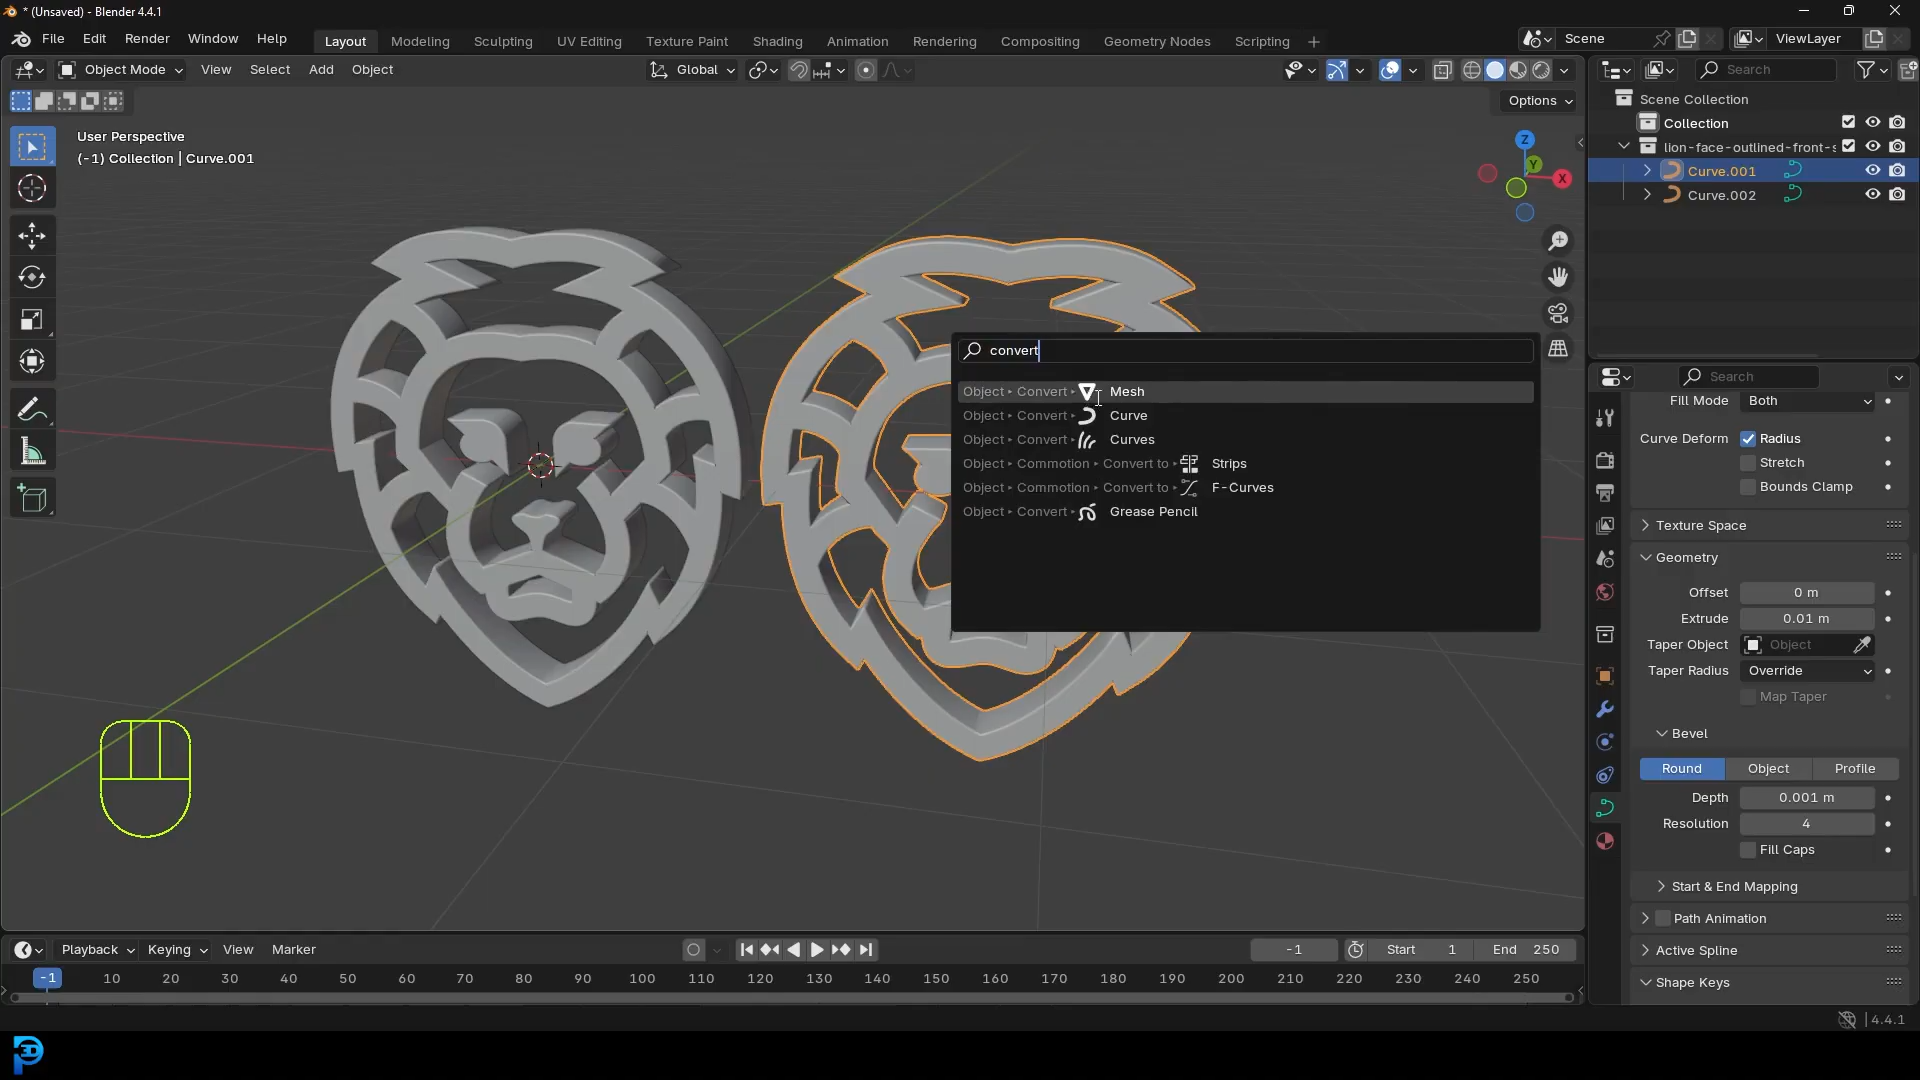 * (Unsaved) - Blender 4.4.1
File Edit Render Window Help
Layout Modeling Sculpting UV Editing Texture Paint Shading Animation Rendering Compositing Geometry Nodes Scripting +
Scene
ViewLayer
Object Mode View Select Add Object
Global
Search
Options
User Perspective
(-1) Collection | Curve.001
Z
Y
X
Scene Collection
Collection
lion-face-outlined-front-s
Curve.001
Curve.002
convert
Object ▸ Convert ▸ Mesh
Object ▸ Convert ▸ Curve
Object ▸ Convert ▸ Curves
Object ▸ Commotion ▸ Convert to ▸ Strips
Object ▸ Commotion ▸ Convert to ▸ F-Curves
Object ▸ Convert ▸ Grease Pencil
Search
Fill Mode Both
Curve Deform Radius
Stretch
Bounds Clamp
Texture Space
Geometry
Offset 0 m
Extrude 0.01 m
Taper Object Object
Taper Radius Override
Map Taper
Bevel
Round Object Profile
Depth 0.001 m
Resolution 4
Fill Caps
Start & End Mapping
Path Animation
Active Spline
Shape Keys
Playback Keying View Marker
-1 Start 1 End 250
-1 10 20 30 40 50 60 70 80 90 100 110 120 130 140 150 160 170 180 190 200 210 220 230 240 250
4.4.1